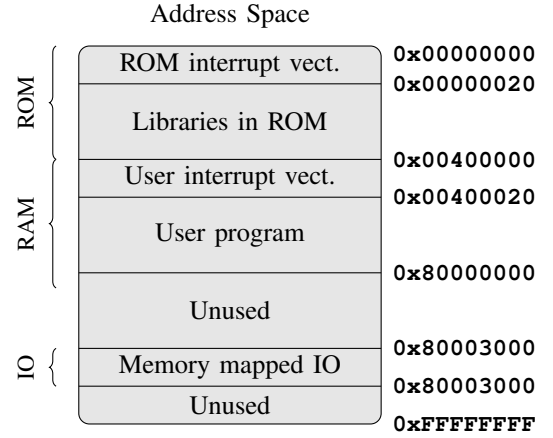 Address Space
0x00000000
ROM interrupt vect.
0x00000020
ROM
Libraries in ROM
0x00400000
User interrupt vect.
0x00400020
RAM
User program
0x80000000
Unused
0x80003000
IO
Memory mapped IO
0x80003000
Unused
0xFFFFFFFF